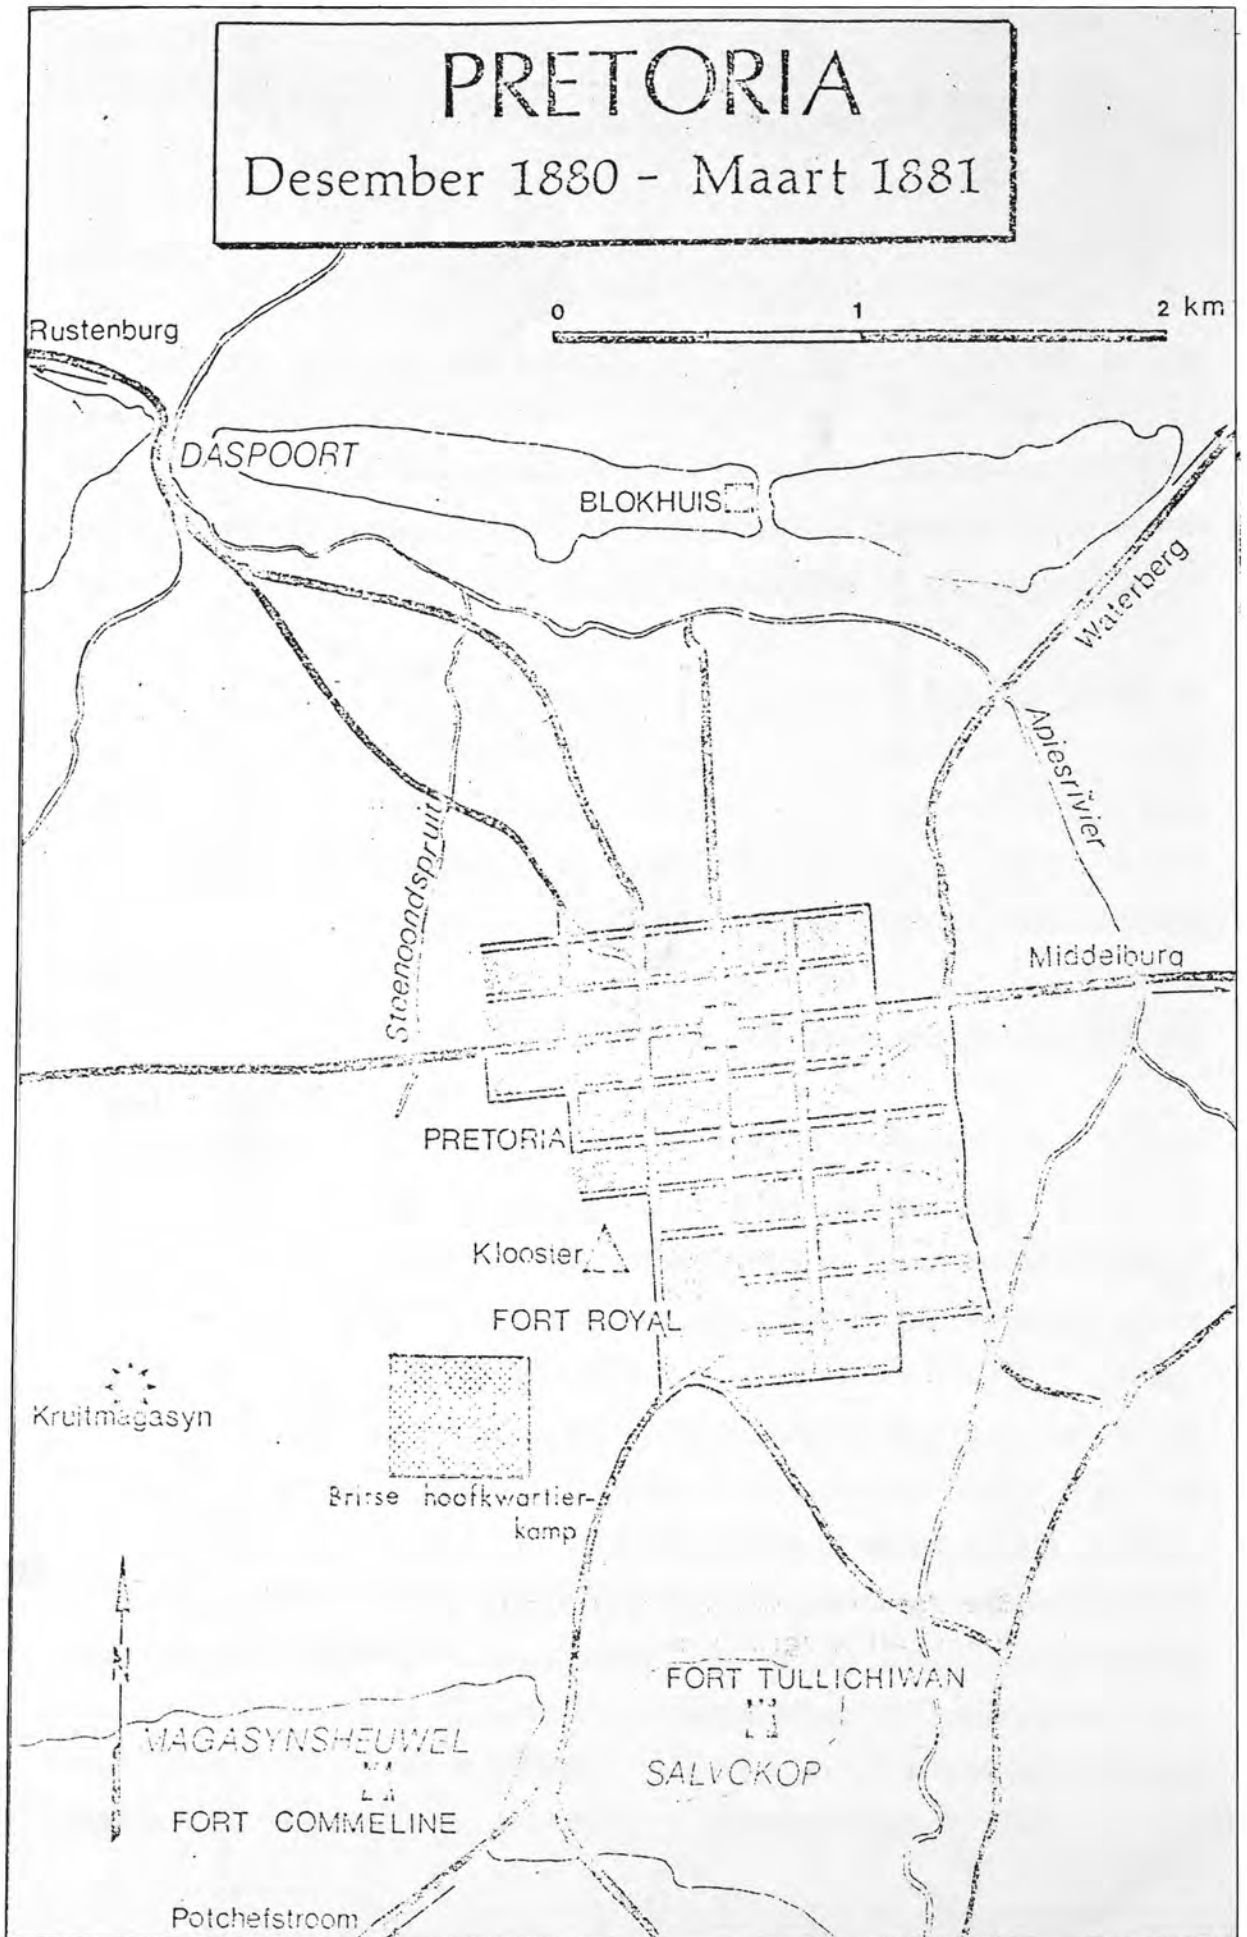 PRETORIA
Desember 1880 - Maart 1881
0 1 2 km
Rustenburg
DASPOORT
BLOKHUIS
Waterberg
Apiesrivier
Steenoondspruit
Middelburg
PRETORIA
Klooster
FORT ROYAL
Kruitmagasyn
Britse hoofkwartier-
kamp
N
FORT TULLICHIWAN
MAGASYNSHEUWEL
SALVOKOP
FORT COMMELINE
Potchefstroom